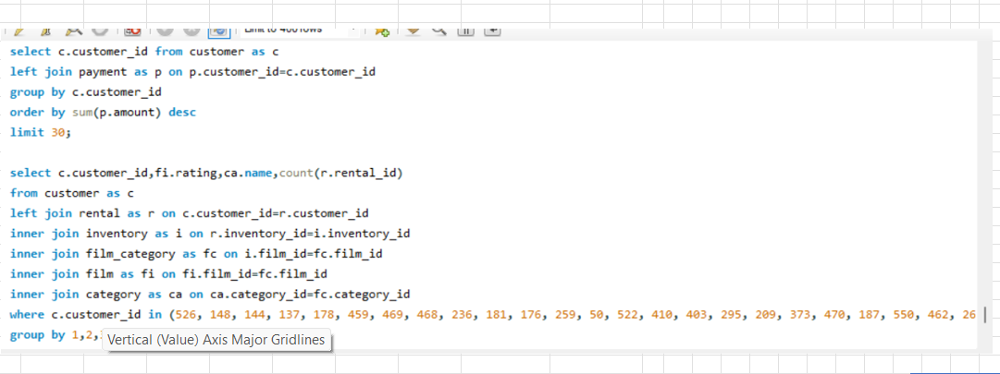 Limit to 400 rows
select c.customer_id from customer as c
left join payment as p on p.customer_id=c.customer_id
group by c.customer_id
order by sum(p.amount) desc
limit 30;
select c.customer_id,fi.rating,ca.name,count(r.rental_id)
from customer as c
left join rental as r on c.customer_id=r.customer_id
inner join inventory as i on r.inventory_id=i.inventory_id
inner join film_category as fc on i.film_id=fc.film_id
inner join film as fi on fi.film_id=fc.film_id
inner join category as ca on ca.category_id=fc.category_id
where c.customer_id in (526, 148, 144, 137, 178, 459, 469, 468, 236, 181, 176, 259, 50, 522, 410, 403, 295, 209, 373, 470, 187, 550, 462, 26
group by 1,2,
Vertical (Value) Axis Major Gridlines